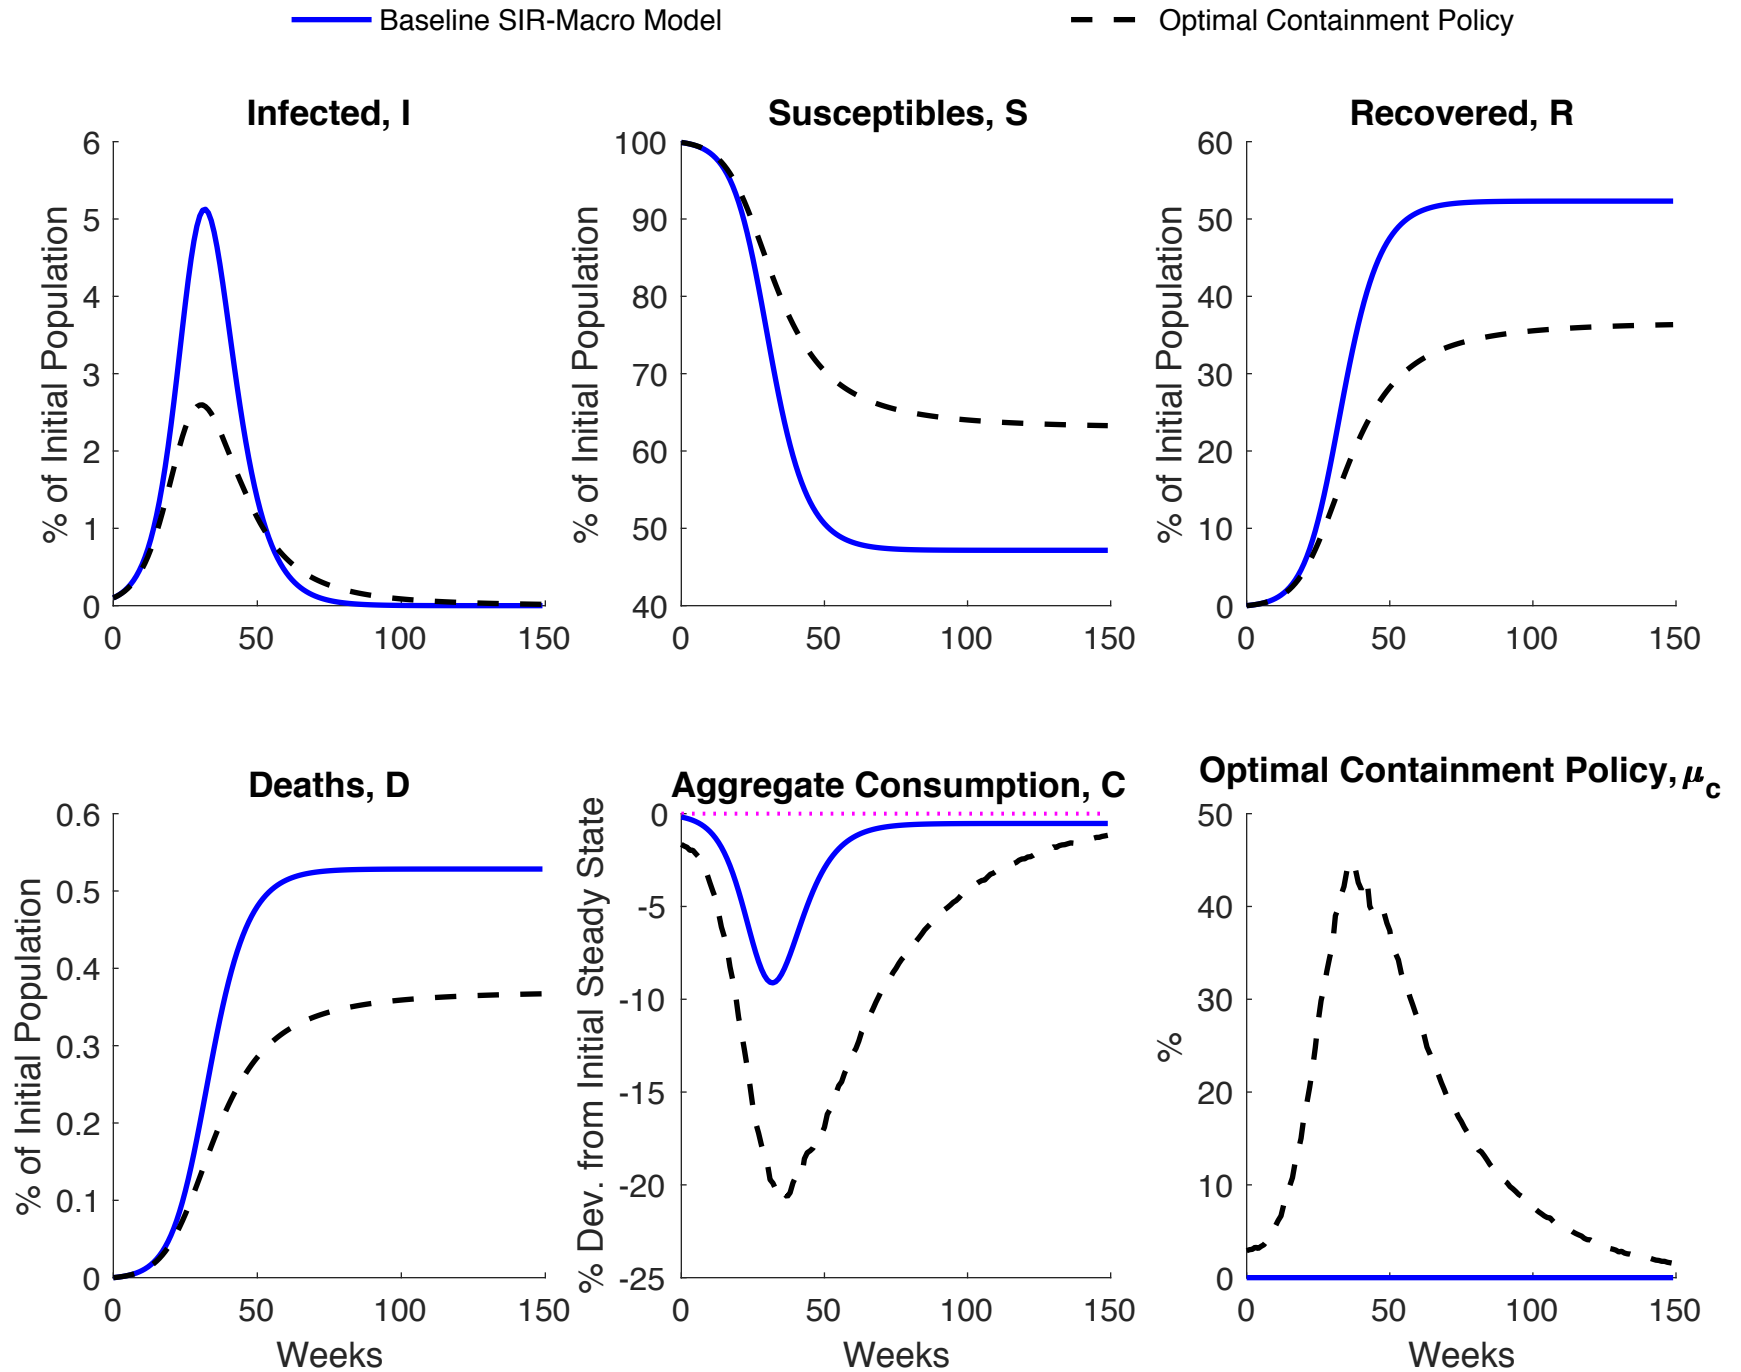 Baseline SIR-Macro Model
Optimal Containment Policy
Infected, I
% of Initial Population
6
5
4
3
2
1
0
0 50 100 150
Susceptibles, S
% of Initial Population
100
90
80
70
60
50
40
0 50 100 150
Recovered, R
% of Initial Population
60
50
40
30
20
10
0
0 50 100 150
Deaths, D
% of Initial Population
0.6
0.5
0.4
0.3
0.2
0.1
0
0 50 100 150
Weeks
Aggregate Consumption, C
% Dev. from Initial Steady State
0
-5
-10
-15
-20
-25
0 50 100 150
Weeks
Optimal Containment Policy, μc
%
50
40
30
20
10
0
0 50 100 150
Weeks